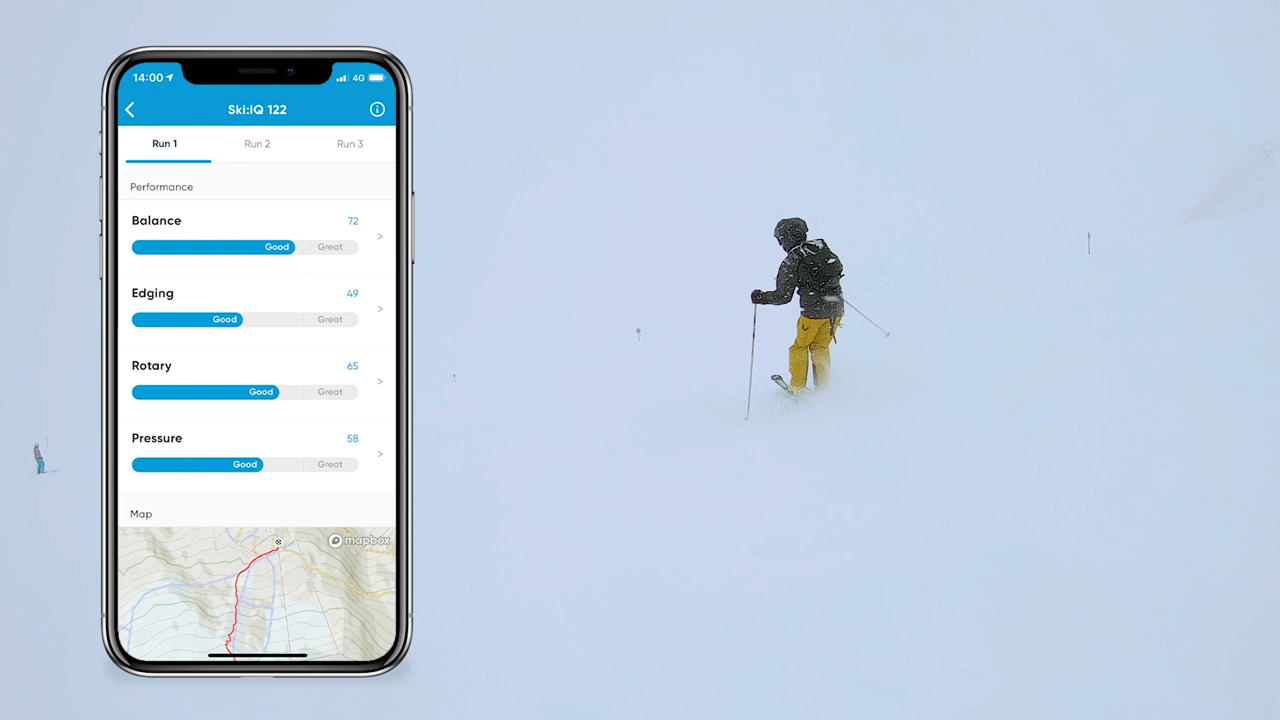 14:00
4G
Ski:IQ 122
Run 1 Run 2 Run 3
Performance
Balance 72
Good Great
Edging 49
Good Great
Rotary 65
Good Great
Pressure 58
Good Great
Map
mapbox